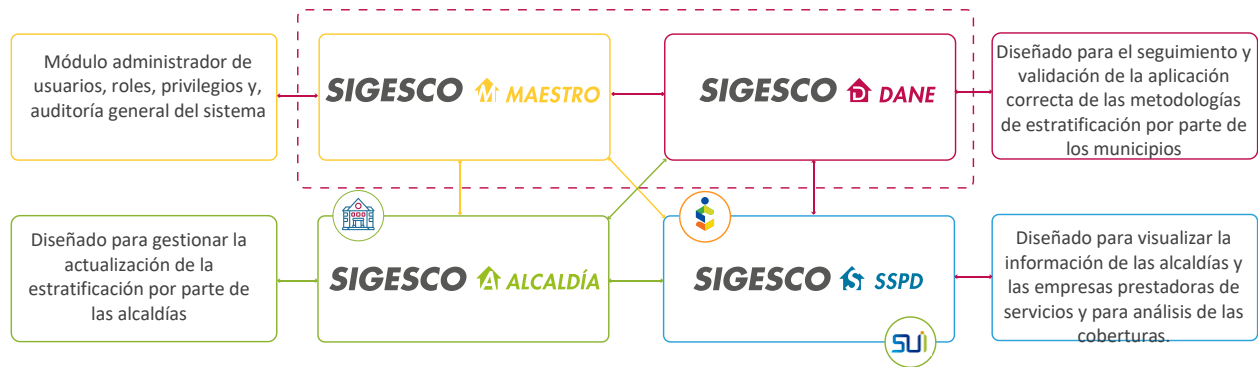 Módulo administrador de
usuarios, roles, privilegios y,
auditoría general del sistema
SIGESCO M MAESTRO
SIGESCO D DANE
Diseñado para el seguimiento y
validación de la aplicación
correcta de las metodologías
de estratificación por parte de
los municipios
Diseñado para gestionar la
actualización de la
estratificación por parte de
las alcaldías
SIGESCO A ALCALDÍA
SIGESCO S SSPD
sui
Diseñado para visualizar la
información de las alcaldías y
las empresas prestadoras de
servicios y para análisis de las
coberturas.